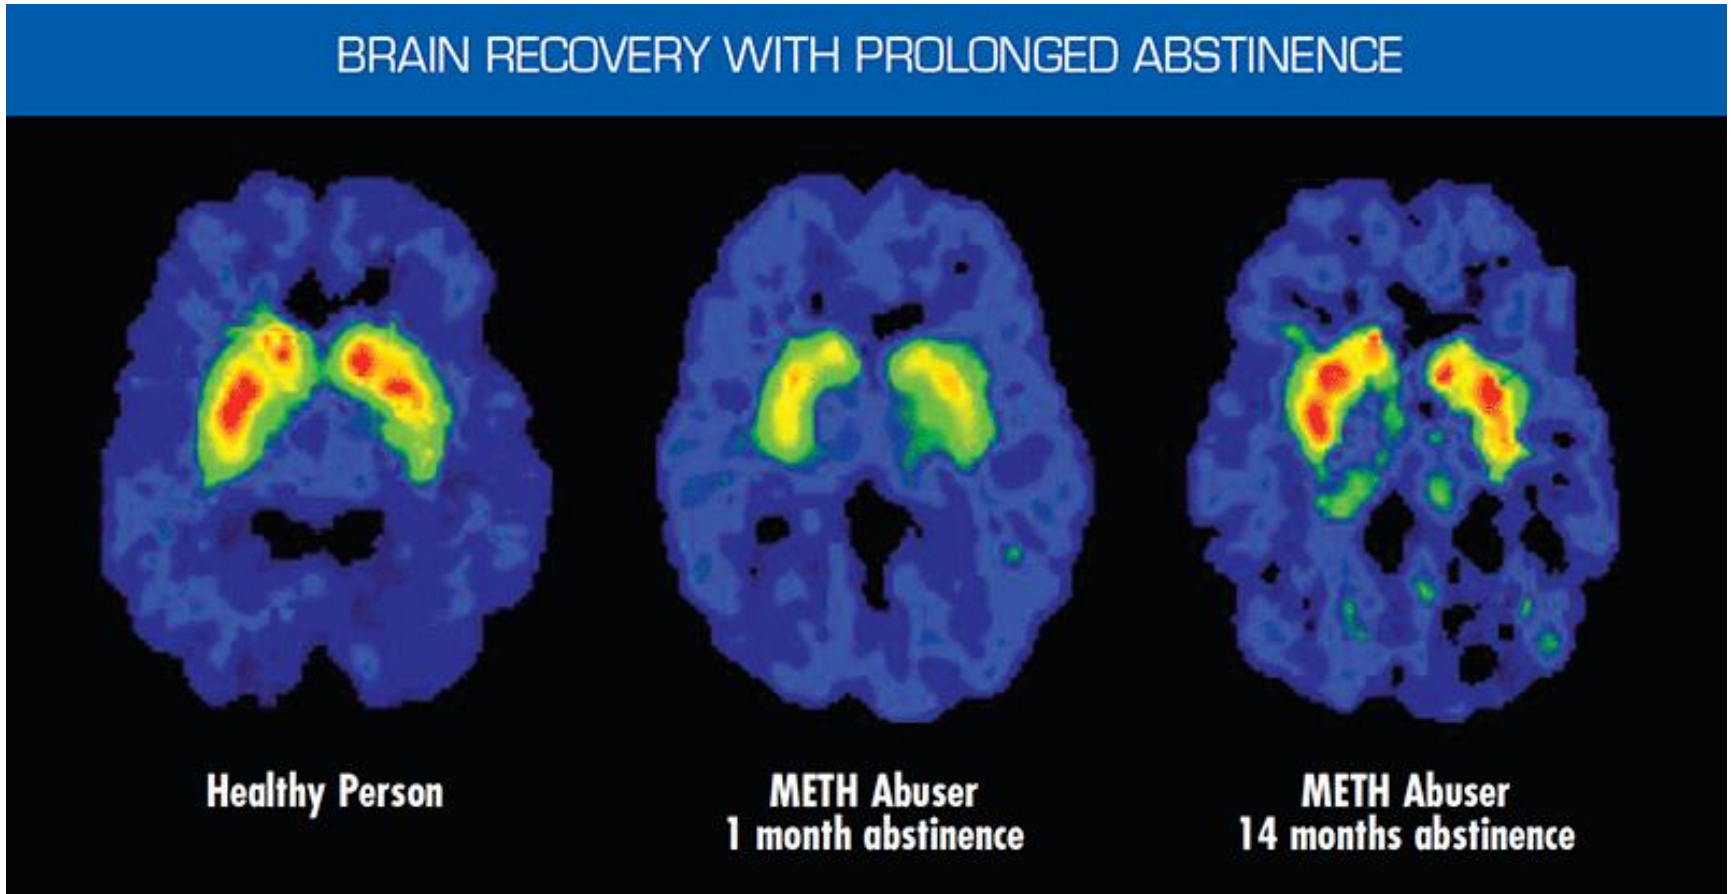 BRAIN RECOVERY WITH PROLONGED ABSTINENCE
Healthy Person
METH Abuser
1 month abstinence
METH Abuser
14 months abstinence